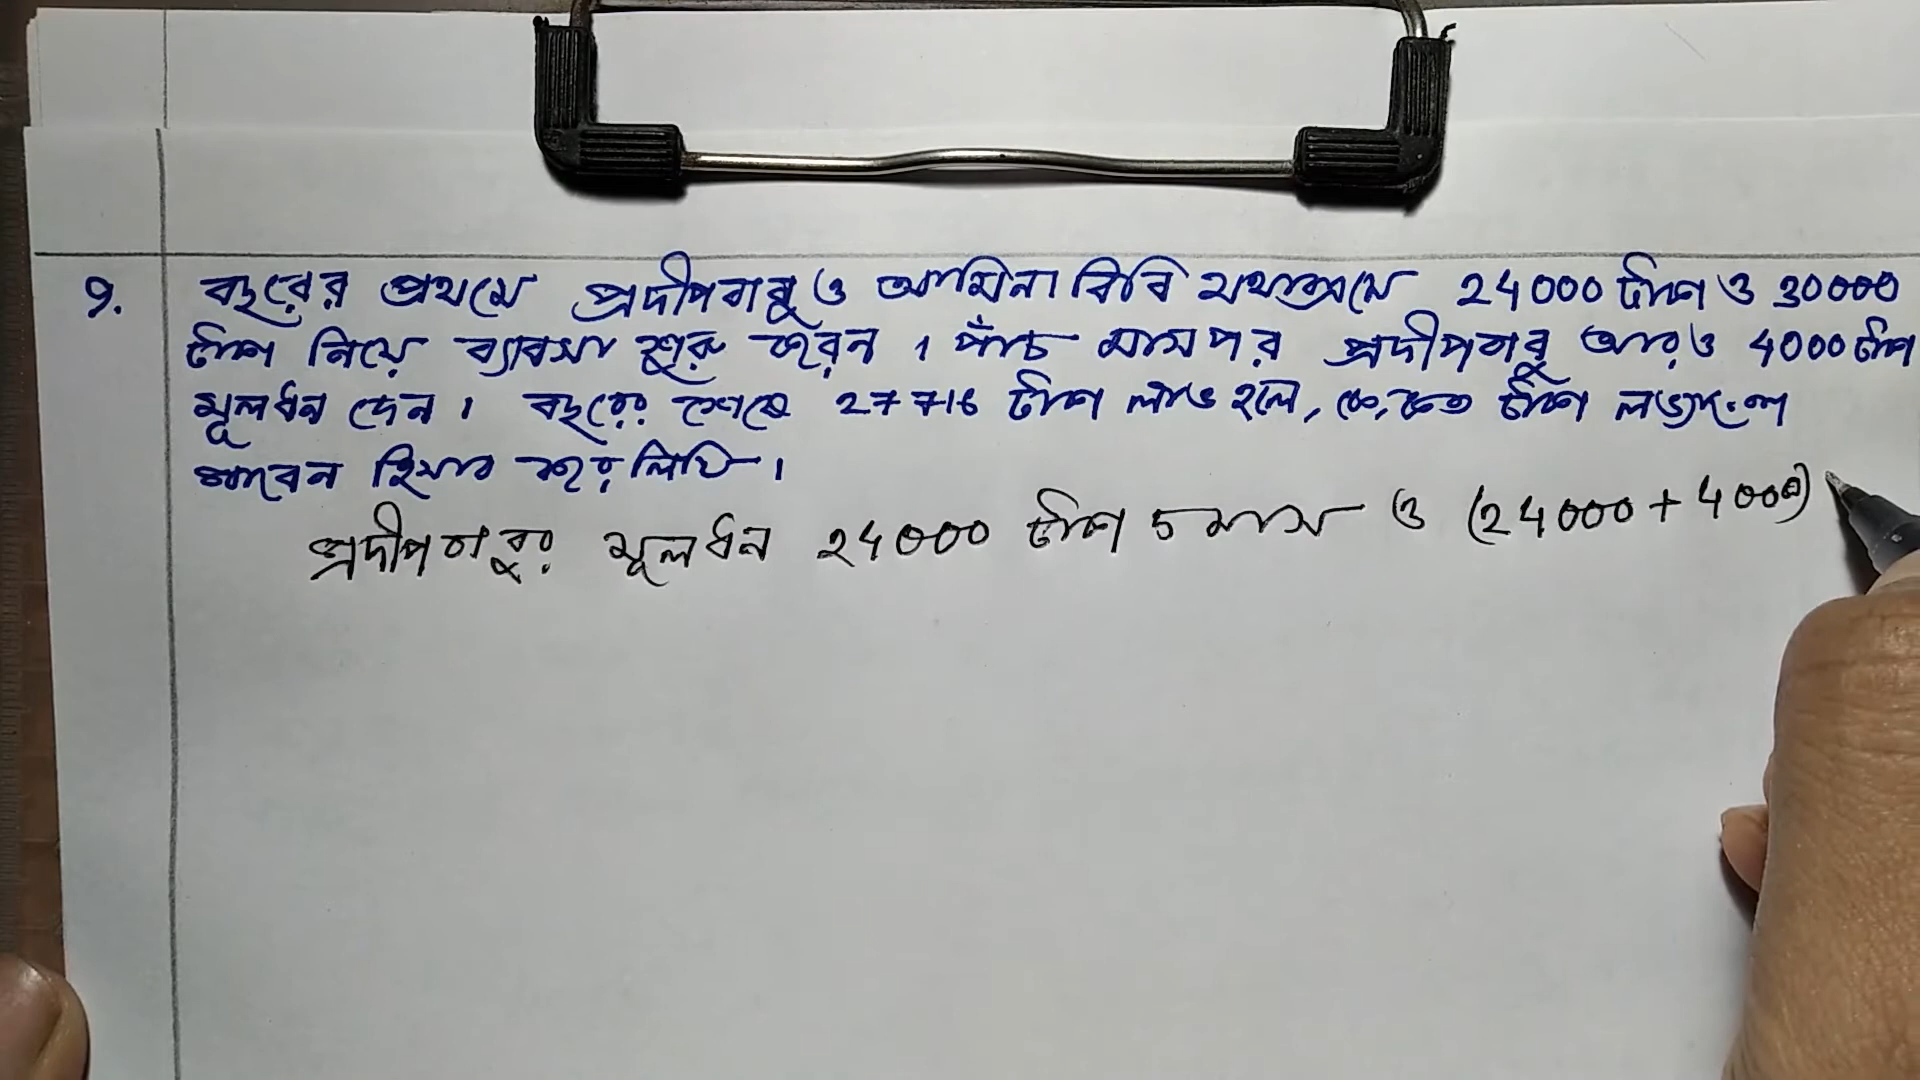 9. বছরের প্রথমে প্রদীপবাবু ও আমিনা বিবি যথাক্রমে 24000 টাকা ও 30000
টাকা নিয়ে ব্যাবসা শুরু করেন। পাঁচ মাস পর প্রদীপবাবু আরও 4000 টাকা
মূলধন দেন। বছরের শেষে 27716 টাকা লাভ হলে, কে, কত টাকা লভ্যাংশ
পাবেন হিসাব করে লিখি।
প্রদীপবাবুর মূলধন 24000 টাকা 5 মাস ও (24000+4000)